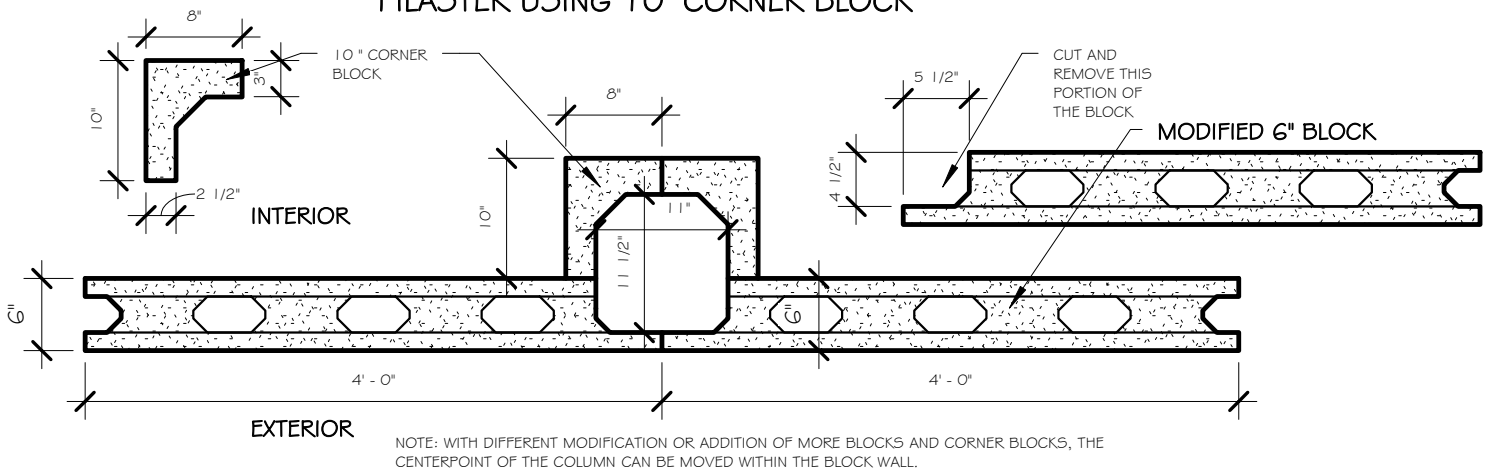 PILASTER USING 10" CORNER BLOCK
8"
10 " CORNER
BLOCK
3"
10"
2 1/2"
INTERIOR
8"
10"
11"
11 1/2"
CUT AND
REMOVE THIS
PORTION OF
THE BLOCK
5 1/2"
4 1/2"
MODIFIED 6" BLOCK
6"
6"
4' - 0"
4' - 0"
EXTERIOR
NOTE: WITH DIFFERENT MODIFICATION OR ADDITION OF MORE BLOCKS AND CORNER BLOCKS, THE
CENTERPOINT OF THE COLUMN CAN BE MOVED WITHIN THE BLOCK WALL.